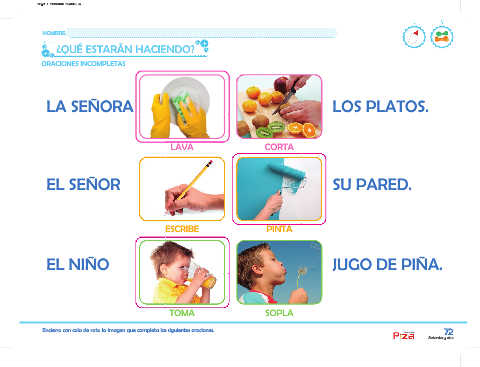 NOMBRE:
¿QUÉ ESTARÁN HACIENDO?
ORACIONES INCOMPLETAS
LA SEÑORA
LOS PLATOS.
LAVA
CORTA
EL SEÑOR
SU PARED.
ESCRIBE
PINTA
EL NIÑO
JUGO DE PIÑA.
TOMA
SOPLA
Encierra con color de rojo la imagen que completa las siguientes oraciones.
72
Setenta y dos